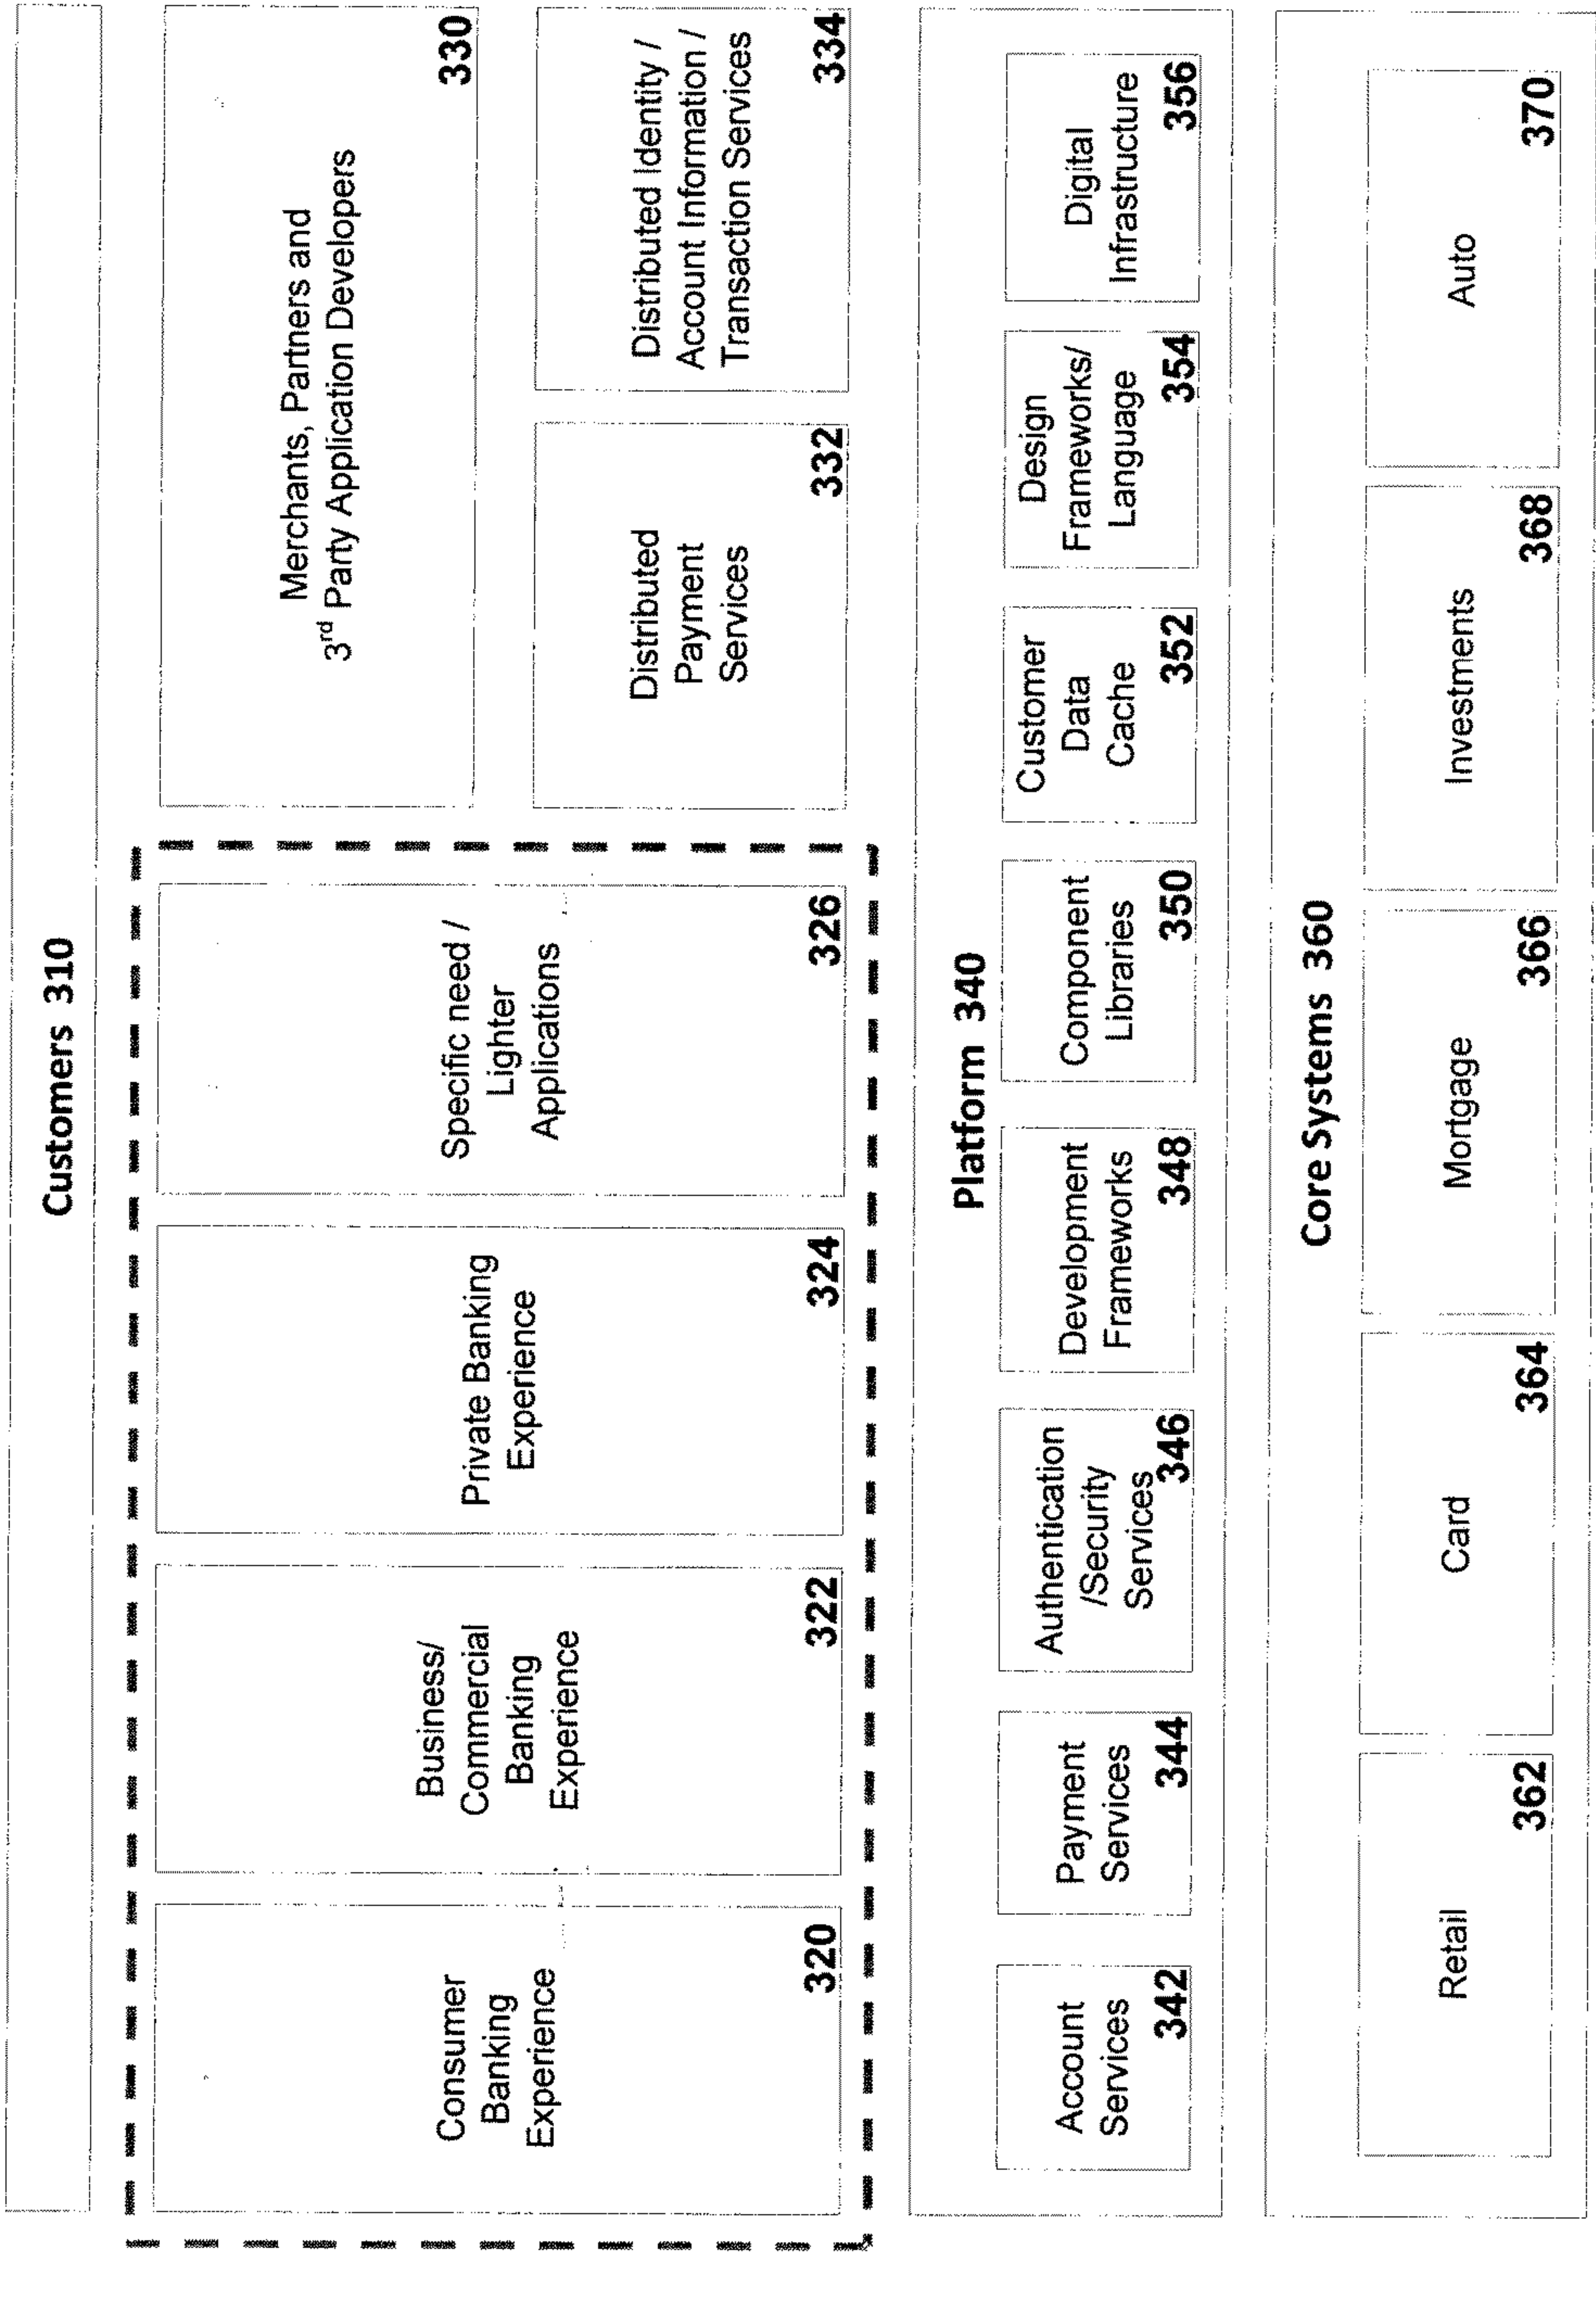 Customers 310
Consumer
Banking
Experience
320
Business/
Commercial
Banking
Experience
322
Private Banking
Experience
324
Specific need /
Lighter
Applications
326
Merchants, Partners and
3rd Party Application Developers
330
Distributed
Payment
Services
332
Distributed Identity /
Account Information /
Transaction Services
334
Platform 340
Account
Services
342
Payment
Services
344
Authentication
/Security
Services
346
Development
Frameworks
348
Component
Libraries
350
Customer
Data
Cache
352
Design
Frameworks/
Language
354
Digital
Infrastructure
356
Core Systems 360
Retail
362
Card
364
Mortgage
366
Investments
368
Auto
370